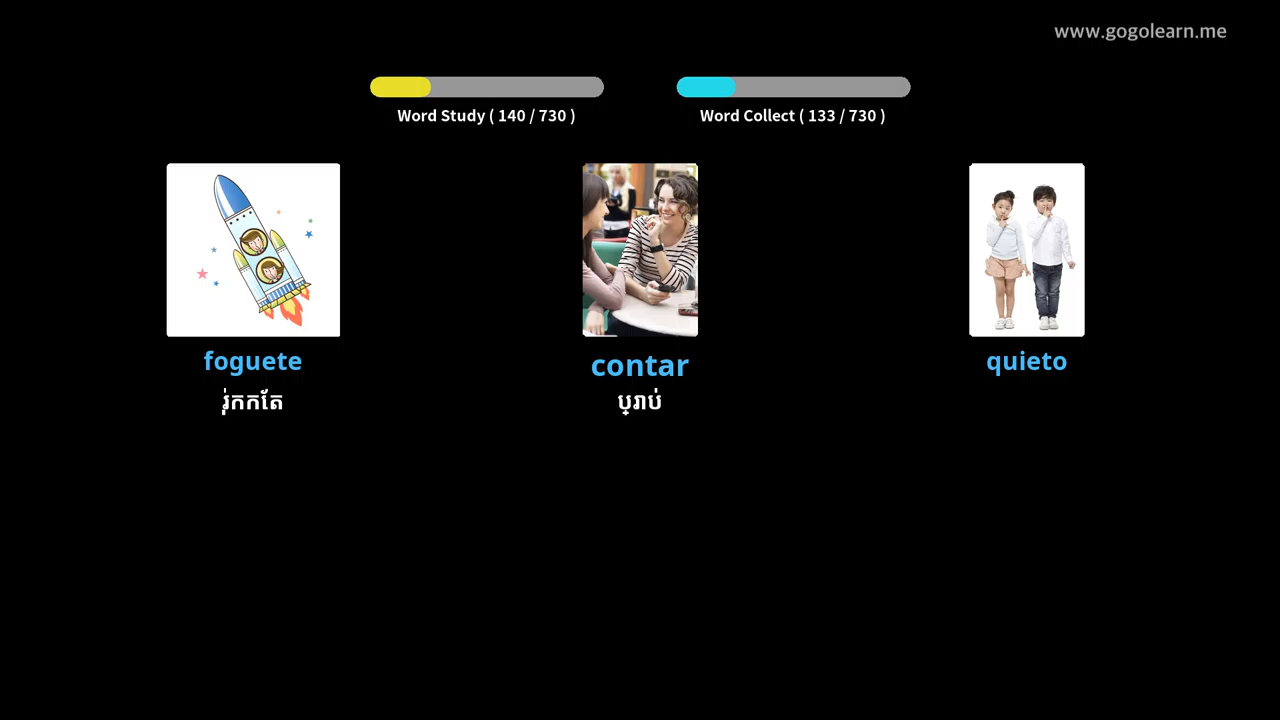 www.gogolearn.me
Word Study ( 140 / 730 )
Word Collect ( 133 / 730 )
foguete
contar
quieto
រ៉ុកកតែ
ប្រាប់